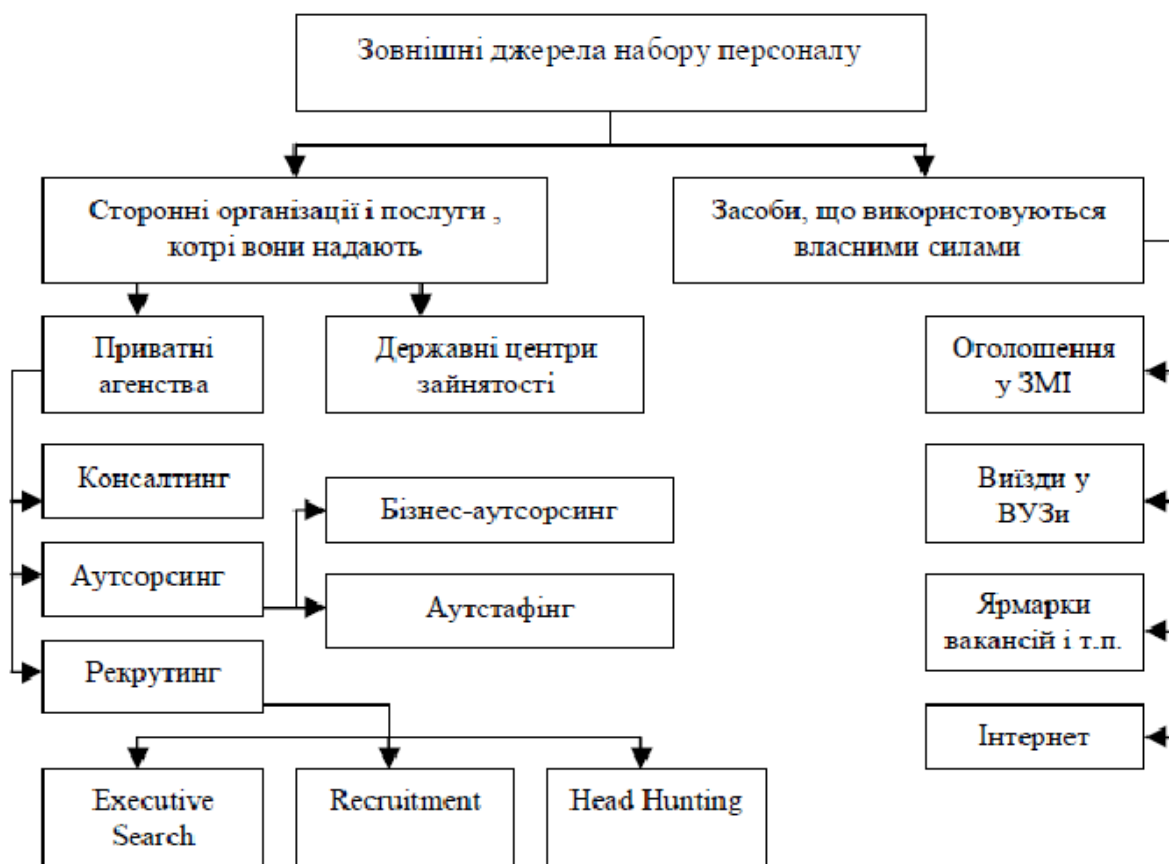 Зовнішні джерела набору персоналу
Сторонні організації і послуги ,
котрі вони надають
Засоби, що використовуються
власними силами
Приватні
агенства
Державні центри
зайнятості
Оголошення
у ЗМІ
Консалтинг
Бізнес-аутсорсинг
Виїзди у
ВУЗи
Аутсорсинг
Аутстафінг
Ярмарки
вакансій і т.п.
Рекрутинг
Інтернет
Executive
Search
Recruitment
Head Hunting